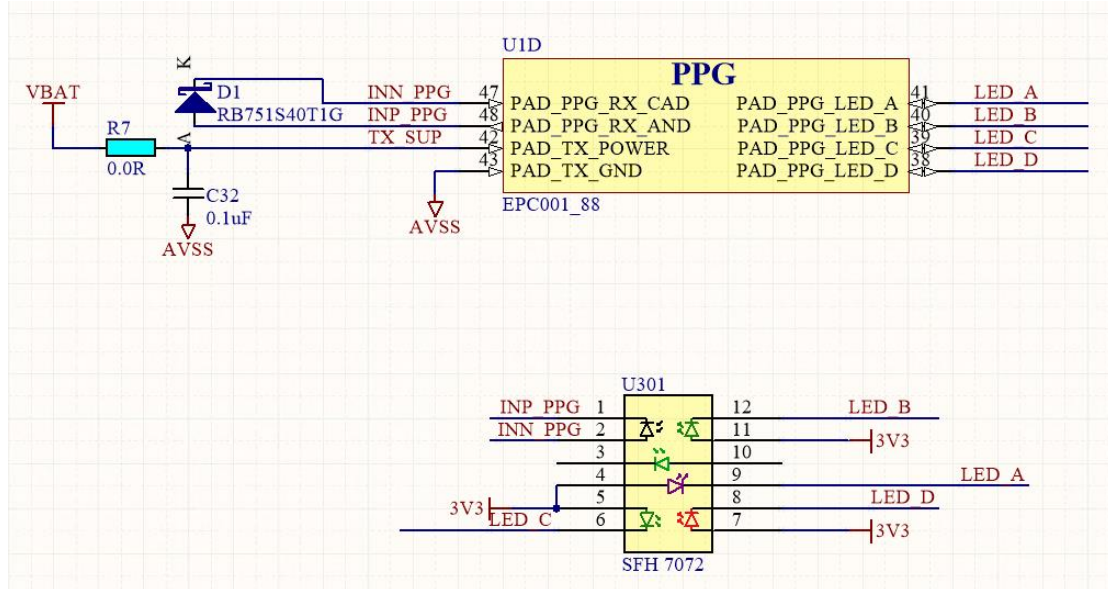 U1D
PPG
K
VBAT
D1
RB751S40T1G
A
R7
0.0R
C32
0.1uF
AVSS
INN_PPG 47 PAD_PPG_RX_CAD PAD_PPG_LED_A 41 LED_A
INP_PPG 48 PAD_PPG_RX_AND PAD_PPG_LED_B 40 LED_B
TX_SUP 42 PAD_TX_POWER PAD_PPG_LED_C 39 LED_C
43 PAD_TX_GND PAD_PPG_LED_D 38 LED_D
AVSS
EPC001_88
U301
INP_PPG 1 12 LED_B
INN_PPG 2 11 3V3
3 10
4 9 LED_A
3V3 5 8 LED_D
LED_C 6 7 3V3
SFH 7072